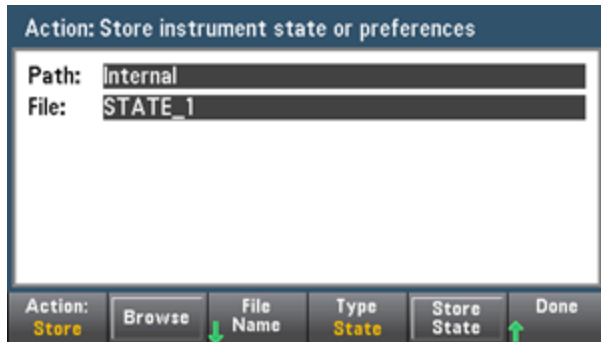 Action: Store instrument state or preferences
Path: Internal
File: STATE_1
Action: Store
Browse
File Name
Type State
Store State
Done